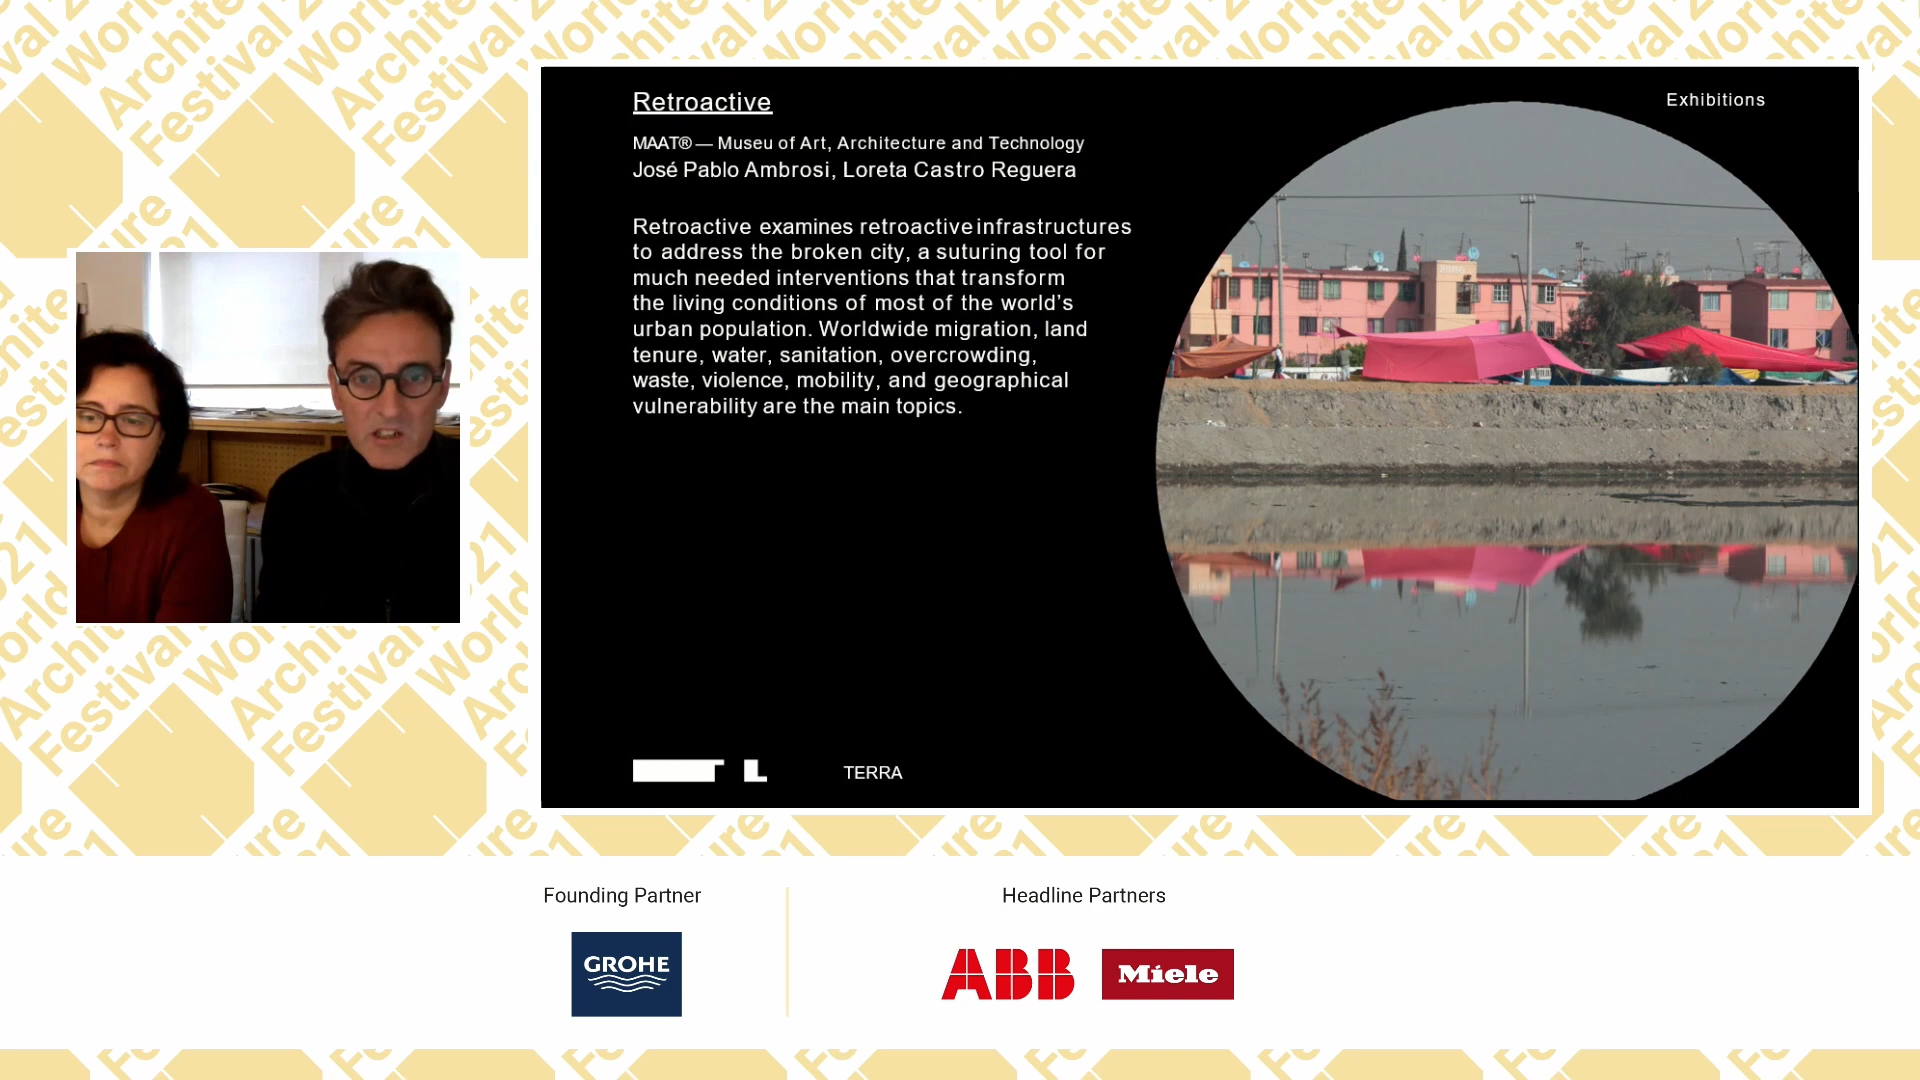 Retroactive
Exhibitions
MAAT® — Museu of Art, Architecture and Technology
José Pablo Ambrosi, Loreta Castro Reguera
Retroactive examines retroactive infrastructures
to address the broken city, a suturing tool for
much needed interventions that transform
the living conditions of most of the world's
urban population. Worldwide migration, land
tenure, water, sanitation, overcrowding,
waste, violence, mobility, and geographical
vulnerability are the main topics.
TERRA
Founding Partner
Headline Partners
GROHE
ABB
Miele
World
Archite
Festival